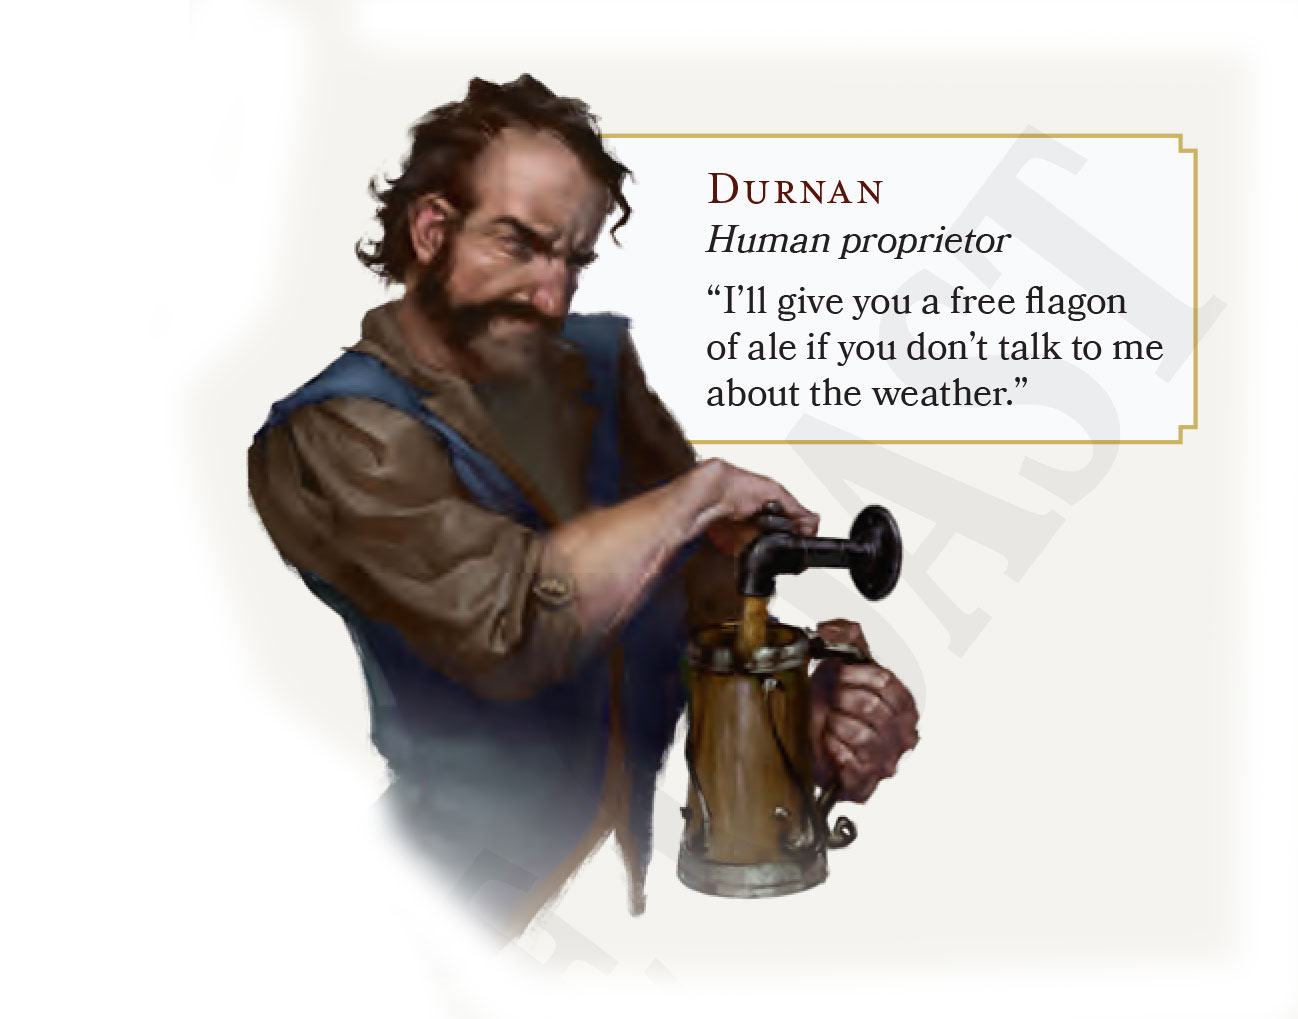 Durnan
Human proprietor
“I’ll give you a free flagon
of ale if you don’t talk to me
about the weather.”